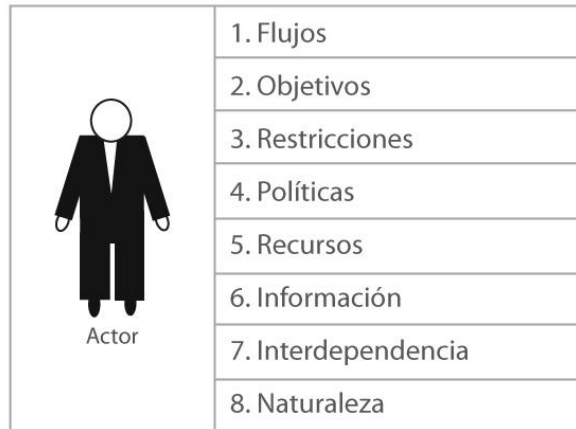 1. Flujos
2. Objetivos
3. Restricciones
4. Políticas
5. Recursos
6. Información
7. Interdependencia
8. Naturaleza
Actor